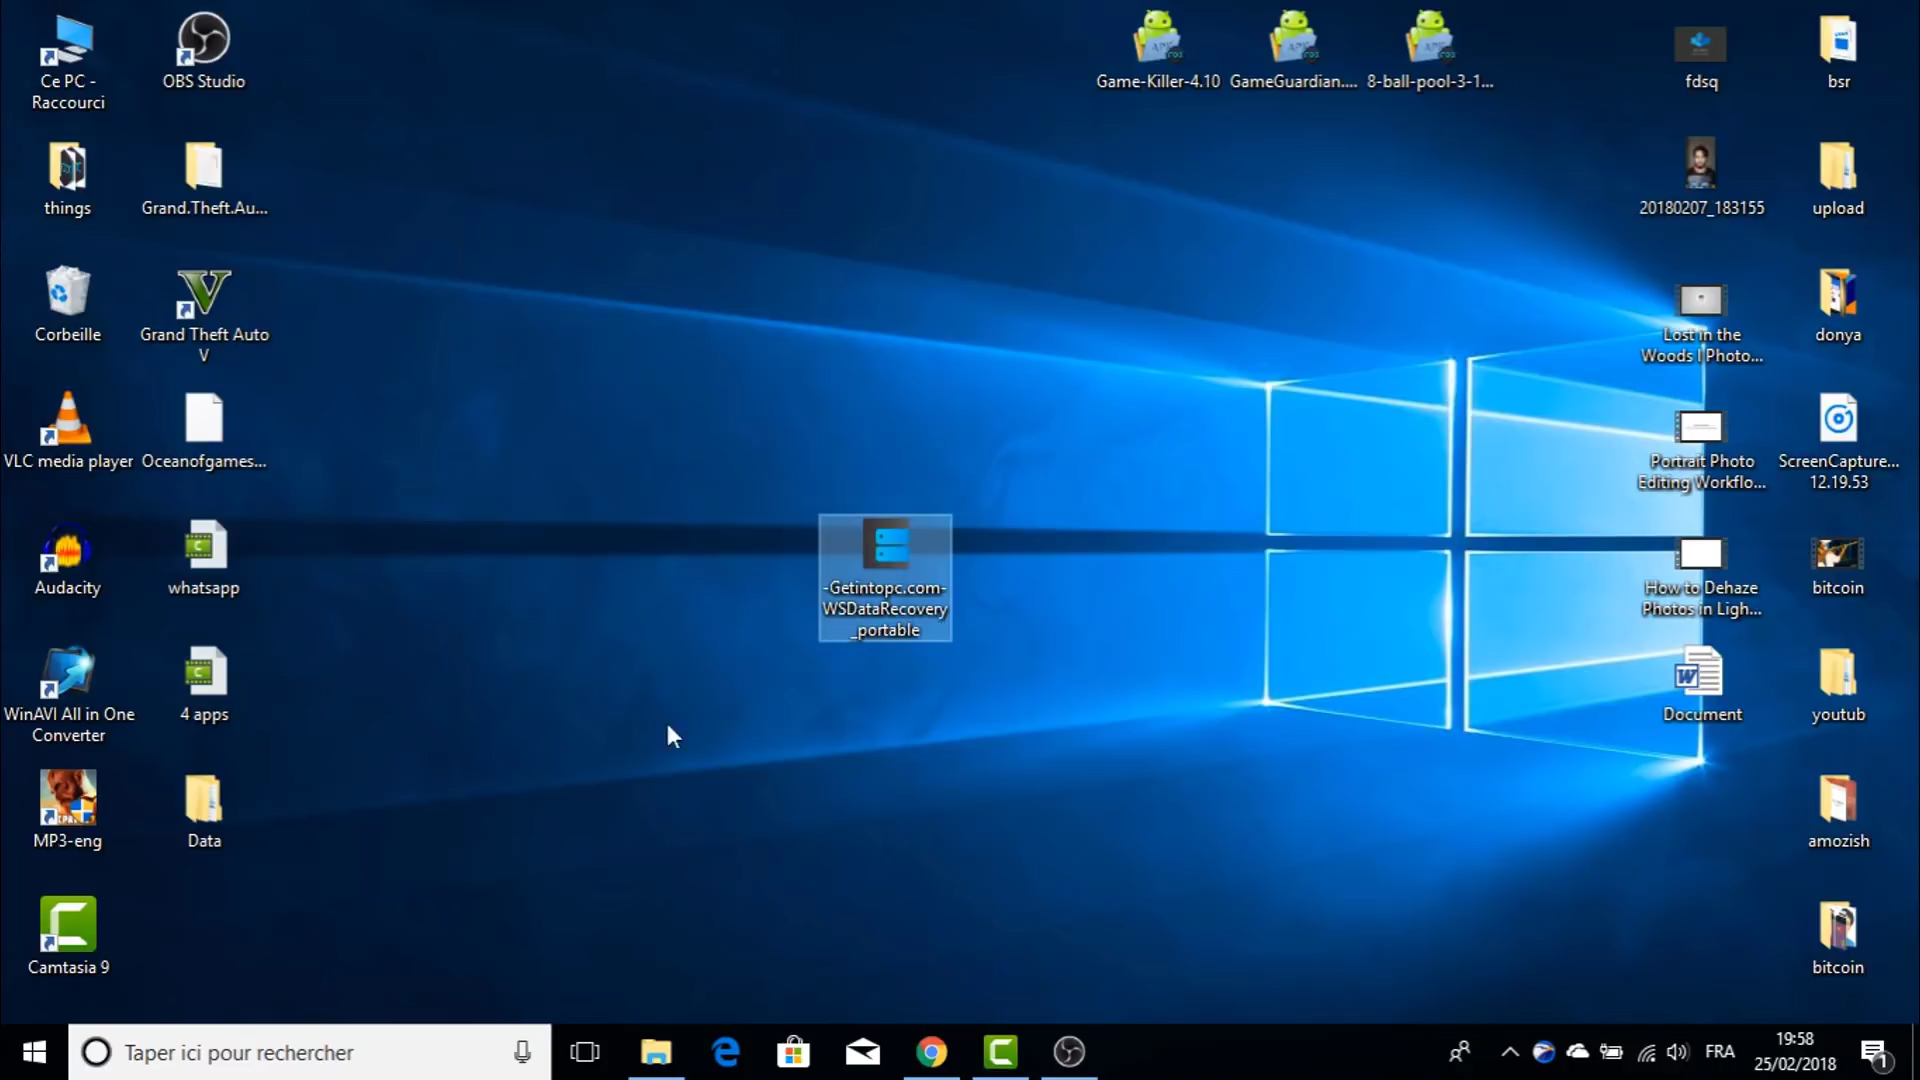 Ce PC -
Raccourci
OBS Studio
Game-Killer-4.10
GameGuardian....
8-ball-pool-3-1...
fdsq
bsr
things
Grand.Theft.Au...
20180207_183155
upload
Corbeille
Grand Theft Auto
V
Lost in the
Woods I Photo...
donya
VLC media player
Oceanofgames...
Portrait Photo
Editing Workflo...
ScreenCapture...
12.19.53
Audacity
whatsapp
-Getintopc.com-
WSDataRecovery
_portable
How to Dehaze
Photos in Ligh...
bitcoin
WinAVI All in One
Converter
4 apps
Document
youtub
MP3-eng
Data
amozish
Camtasia 9
bitcoin
Taper ici pour rechercher
FRA
19:58
25/02/2018
1